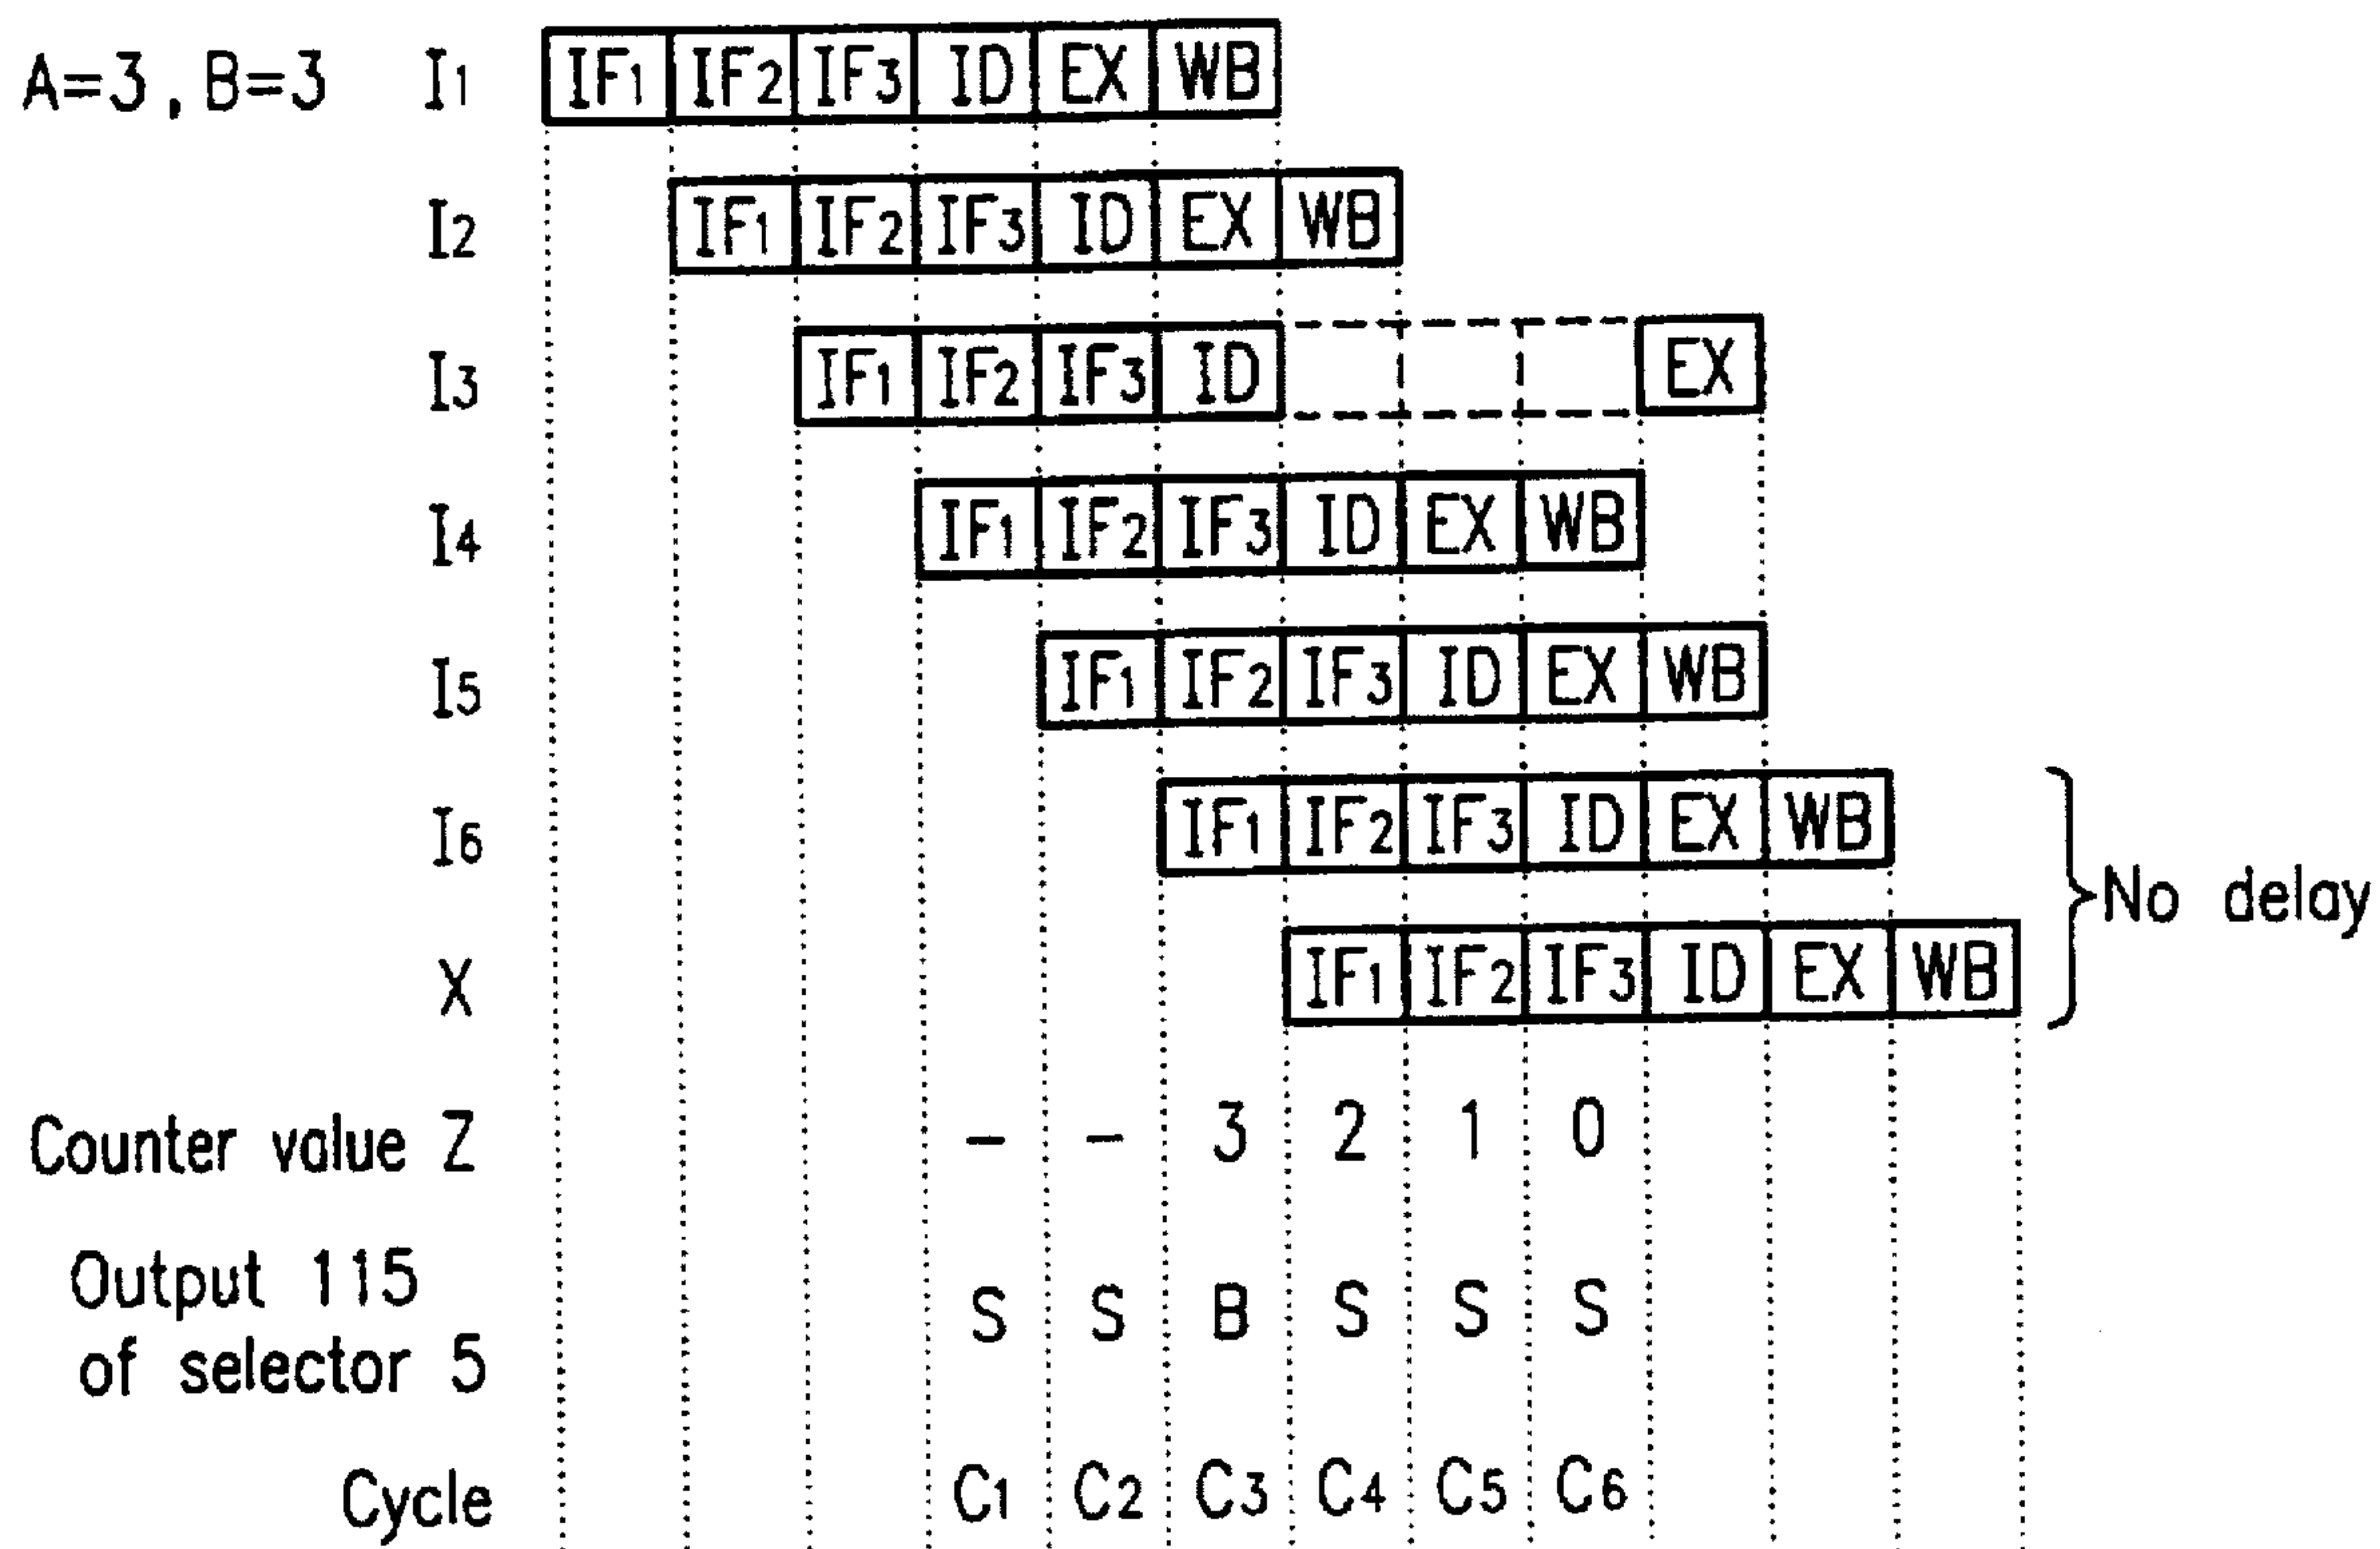 A=3, B=3 I1 IF1 IF2 IF3 ID EX WB
I2 IF1 IF2 IF3 ID EX WB
I3 IF1 IF2 IF3 ID EX
I4 IF1 IF2 IF3 ID EX WB
I5 IF1 IF2 IF3 ID EX WB
I6 IF1 IF2 IF3 ID EX WB
No delay
X IF1 IF2 IF3 ID EX WB
Counter value Z - - 3 2 1 0
Output 115
of selector 5 S S B S S S
Cycle C1 C2 C3 C4 C5 C6